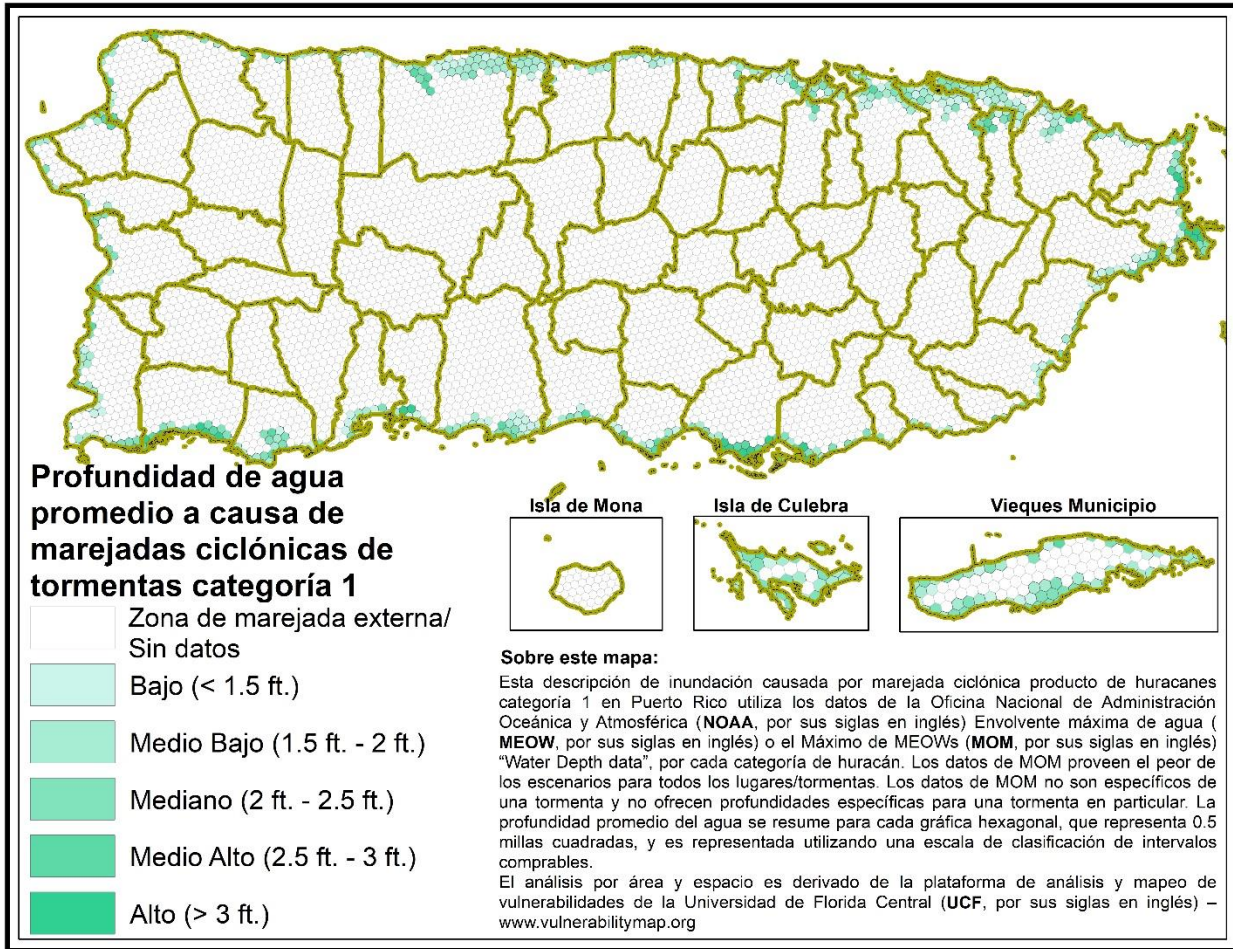 Profundidad de agua
promedio a causa de
marejadas ciclónicas de
tormentas categoría 1
Zona de marejada externa/
Sin datos
Bajo (< 1.5 ft.)
Medio Bajo (1.5 ft. - 2 ft.)
Mediano (2 ft. - 2.5 ft.)
Medio Alto (2.5 ft. - 3 ft.)
Alto (> 3 ft.)
Isla de Mona
Isla de Culebra
Vieques Municipio
Sobre este mapa:
Esta descripción de inundación causada por marejada ciclónica producto de huracanes
categoría 1 en Puerto Rico utiliza los datos de la Oficina Nacional de Administración
Oceánica y Atmosférica (NOAA, por sus siglas en inglés) Envolvente máxima de agua (
MEOW, por sus siglas en inglés) o el Máximo de MEOWs (MOM, por sus siglas en inglés)
“Water Depth data”, por cada categoría de huracán. Los datos de MOM proveen el peor de
los escenarios para todos los lugares/tormentas. Los datos de MOM no son específicos de
una tormenta y no ofrecen profundidades específicas para una tormenta en particular. La
profundidad promedio del agua se resume para cada gráfica hexagonal, que representa 0.5
millas cuadradas, y es representada utilizando una escala de clasificación de intervalos
comprables.
El análisis por área y espacio es derivado de la plataforma de análisis y mapeo de
vulnerabilidades de la Universidad de Florida Central (UCF, por sus siglas en inglés) –
www.vulnerabilitymap.org